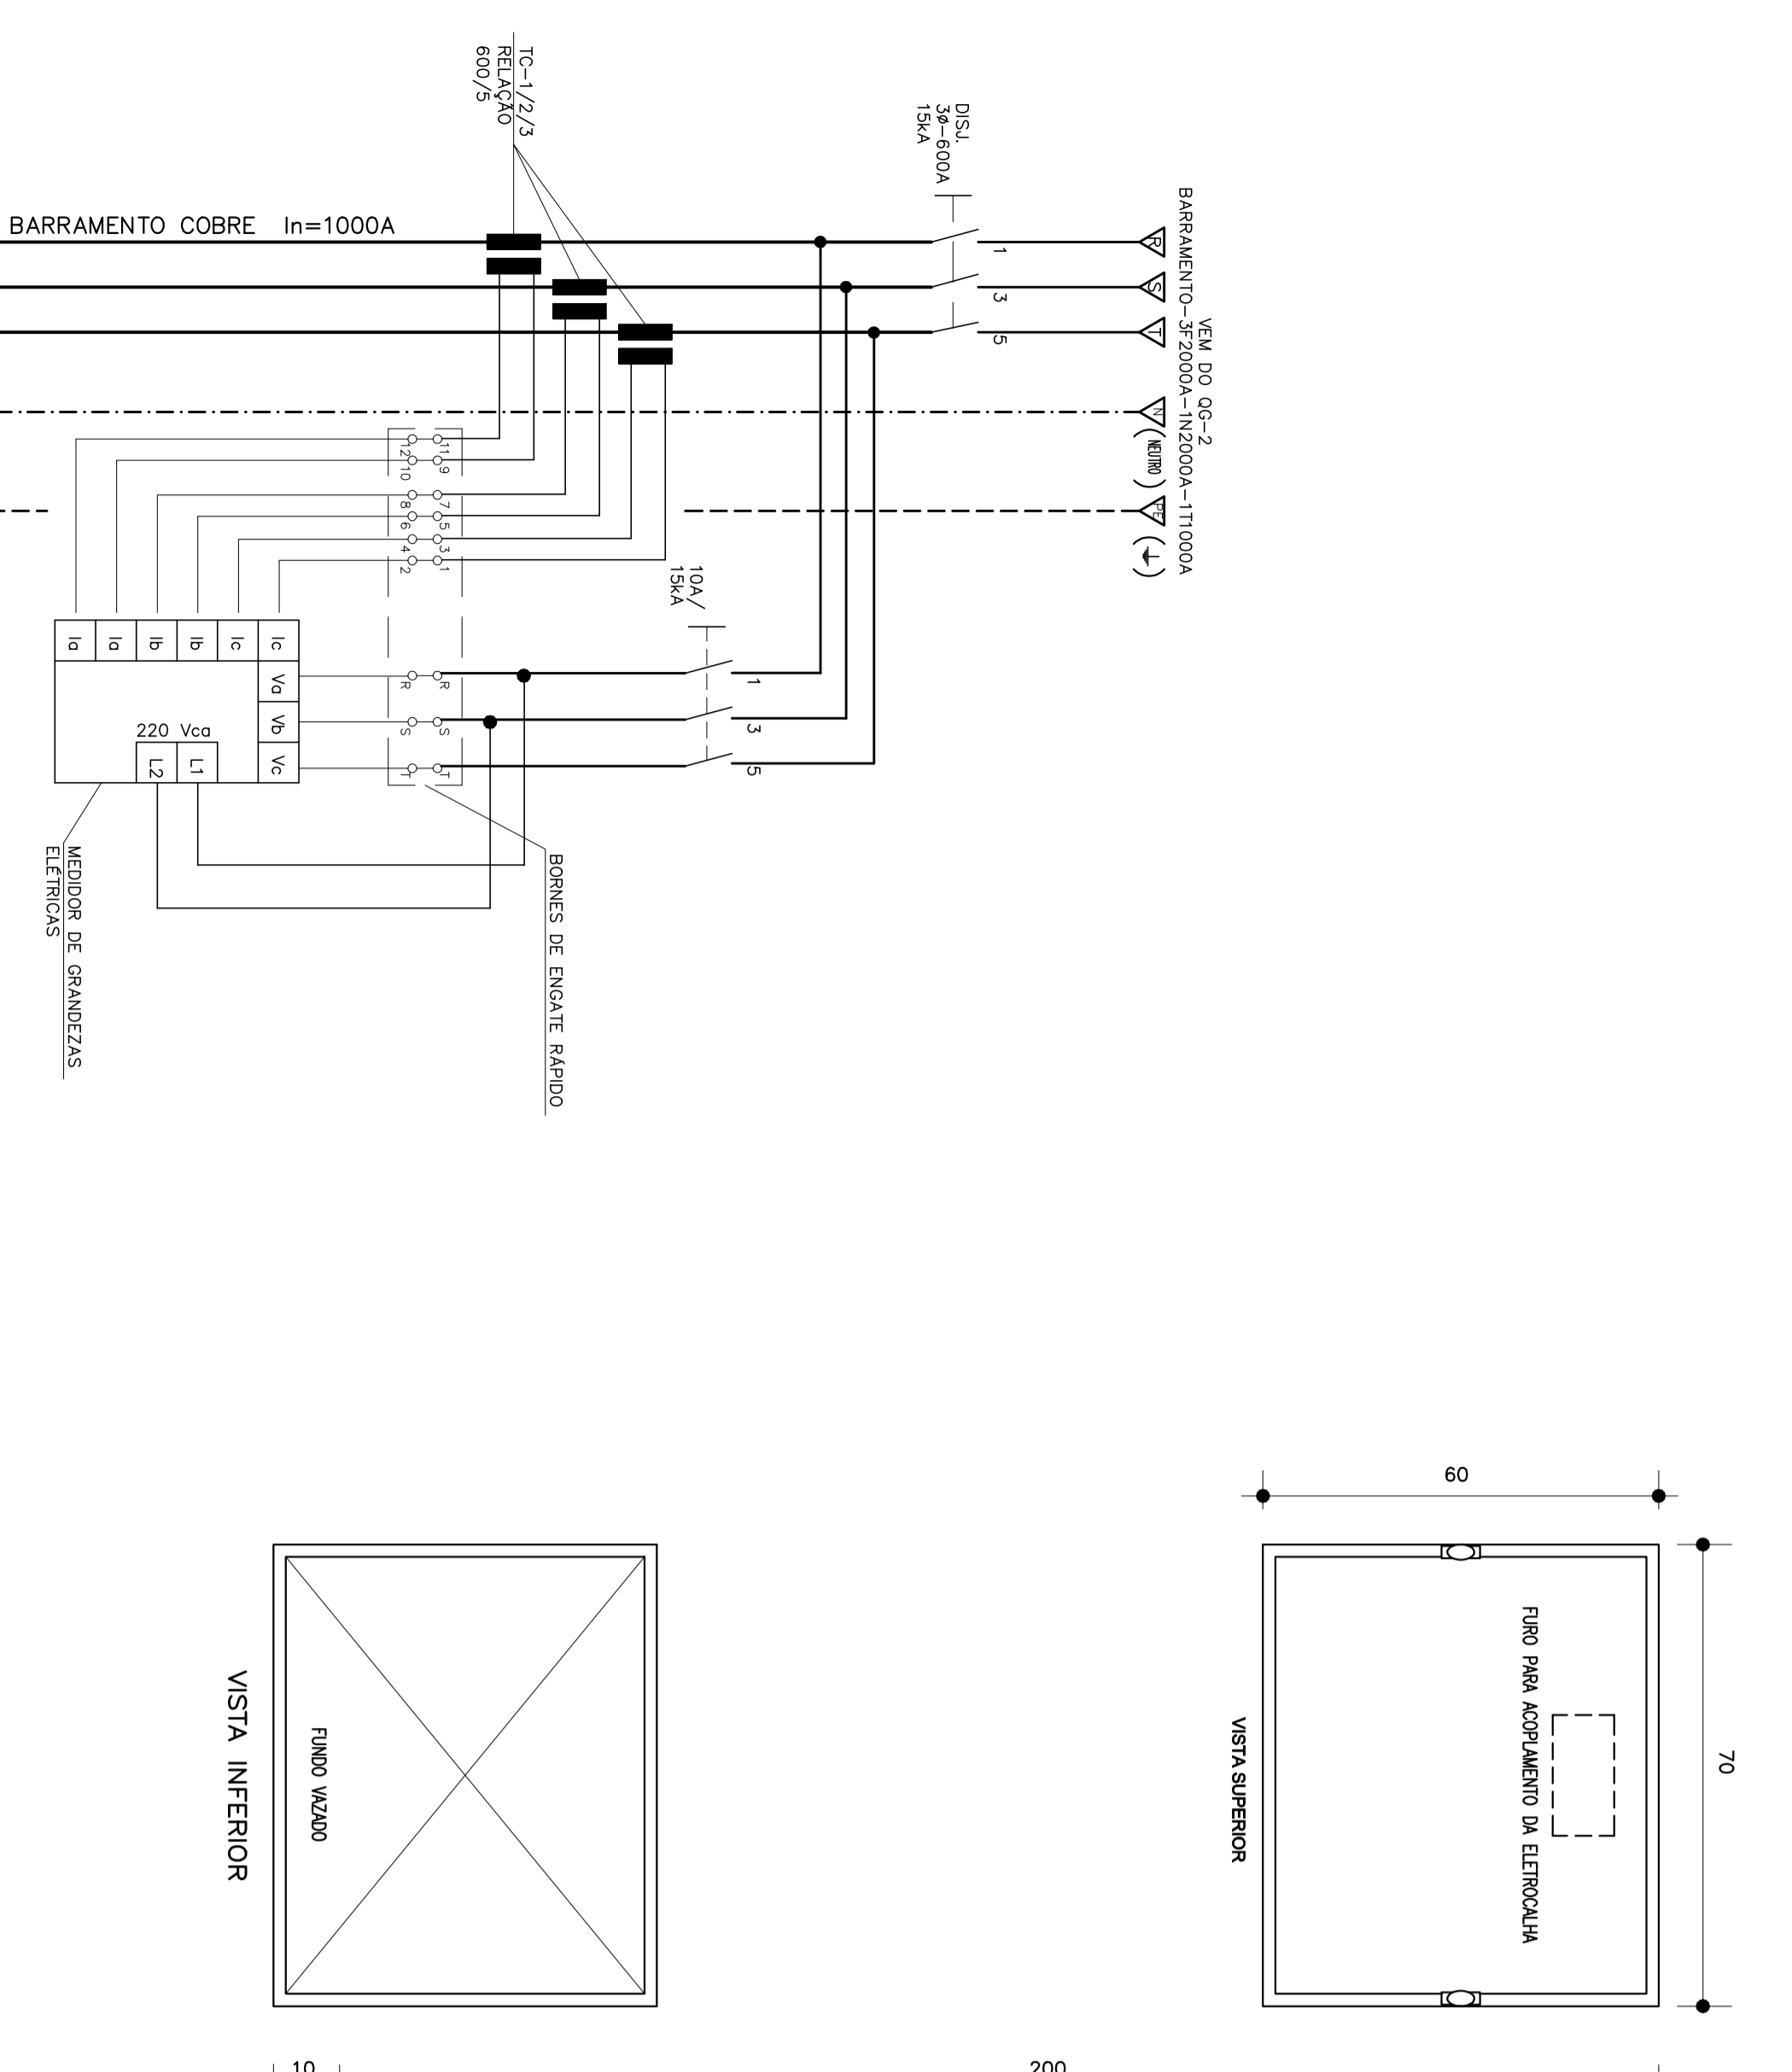 TC-1/2/3
RELAÇÃO
600/5
DISJ.
3ø-600A
15kA
VEM DO QG-2
BARRAMENTO-3F2000A-1N2000A-1T1000A
R
S
T
N
(NEUTRO)
PE
1
3
5
BARRAMENTO COBRE In=1000A
11
9
7
5
3
1
12
10
8
6
4
2
10A/
15kA
1
3
5
R
S
T
R
S
T
Ic
Ic
Ib
Ib
Ia
Ia
Va
Vb
Vc
220 Vca
L1
L2
BORNES DE ENGATE RÁPIDO
MEDIDOR DE GRANDEZAS
ELÉTRICAS
60
70
FURO PARA ACOPLAMENTO DA ELETROCALHA
VISTA SUPERIOR
FUNDO VAZADO
VISTA INFERIOR
10
200